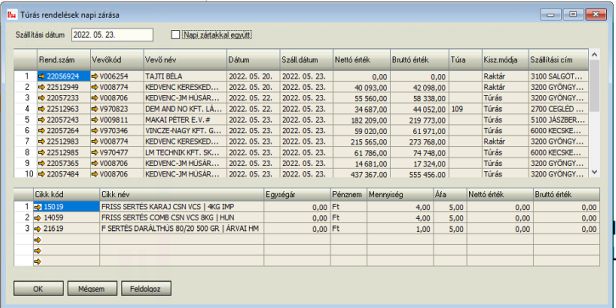 Túrás rendelések napi zárása
Szállítási dátum 2022. 05. 23. Napi zártakkal együtt
Rend.szám Vevőkód Vevő név Dátum Száll.dátum Nettó érték Bruttó érték Túra Kisz.módja Szállítási cím
1 22056924 V006254 TAJTI BÉLA 2022. 05. 20. 2022. 05. 23. 0,00 0,00 Raktár 3100 SALGÓT...
2 22512949 V008774 KEDVENC KERESKED... 2022. 05. 20. 2022. 05. 23. 40 093,00 42 098,00 Raktár 3200 GYÖNGY...
3 22057233 V008706 KEDVENC-JM HÚSÁR... 2022. 05. 22. 2022. 05. 23. 55 560,00 58 338,00 Túrás 3200 GYÖNGY...
4 22512963 V970823 DEM AND NO KFT. LÁ... 2022. 05. 23. 2022. 05. 23. 34 687,00 44 052,00 109 Túrás 2700 CEGLÉD ...
5 22057243 V009811 MAKAI PÉTER E.V.# 2022. 05. 23. 2022. 05. 23. 182 209,00 219 773,00 Túrás 5100 JÁSZBER...
6 22057264 V970346 VINCZE-NAGY KFT. G... 2022. 05. 23. 2022. 05. 23. 59 020,00 61 971,00 Túrás 6000 KECSKE...
7 22512983 V008774 KEDVENC KERESKED... 2022. 05. 23. 2022. 05. 23. 215 565,00 273 768,00 Raktár 3200 GYÖNGY...
8 22512985 V970477 LM TECHNIK KFT. SK... 2022. 05. 23. 2022. 05. 23. 61 786,00 74 748,00 Túrás 6000 KECSKE...
9 22057365 V008706 KEDVENC-JM HÚSÁR... 2022. 05. 23. 2022. 05. 23. 14 681,00 17 324,00 Túrás 3200 GYÖNGY...
10 22057484 V008706 KEDVENC-JM HÚSÁR... 2022. 05. 23. 2022. 05. 23. 437 367,00 555 456,00 Túrás 3200 GYÖNGY...
Cikk kód Cikk név Egységár Pénznem Mennyiség Áfa Nettó érték Bruttó érték
1 15019 FRISS SERTÉS KARAJ CSN VCS | 4KG IMP 0,00 Ft 4,00 5,00 0,00 0,00
2 14059 FRISS SERTÉS COMB CSN VCS 8KG | HUN 0,00 Ft 4,00 5,00 0,00 0,00
3 21619 F SERTÉS DARÁLTHÚS 80/20 500 GR | ÁRVAI HM 0,00 Ft 1,00 5,00 0,00 0,00
OK Mégsem Feldolgoz